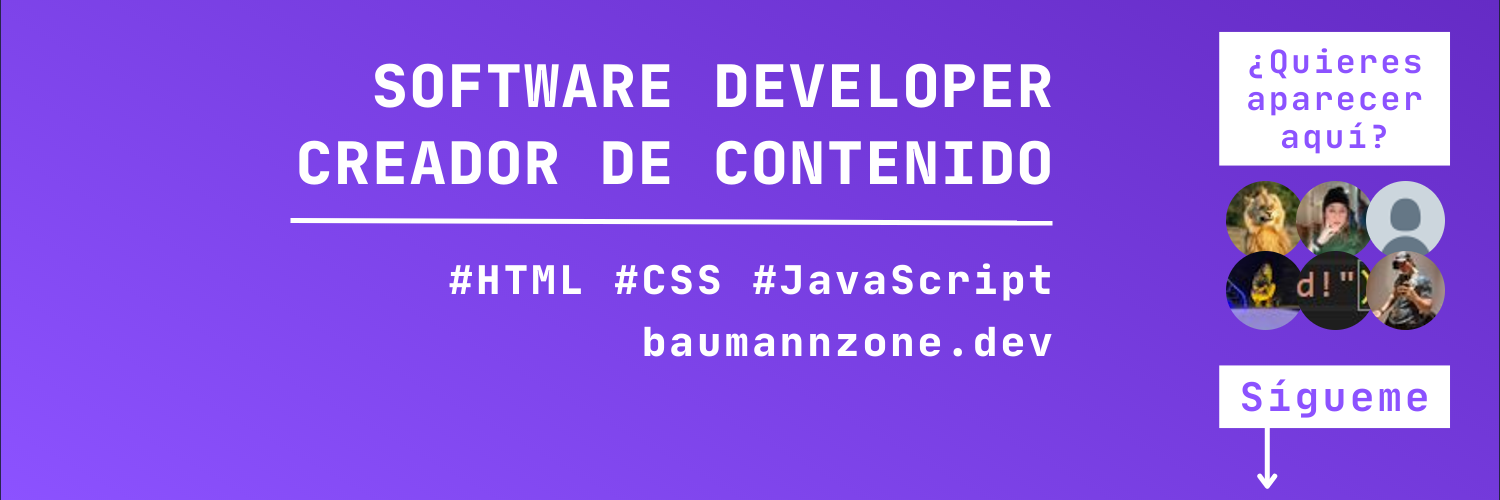 SOFTWARE DEVELOPER
CREADOR DE CONTENIDO
#HTML #CSS #JavaScript
baumannzone.dev
¿Quieres
aparecer
aquí?
d!")
Sígueme